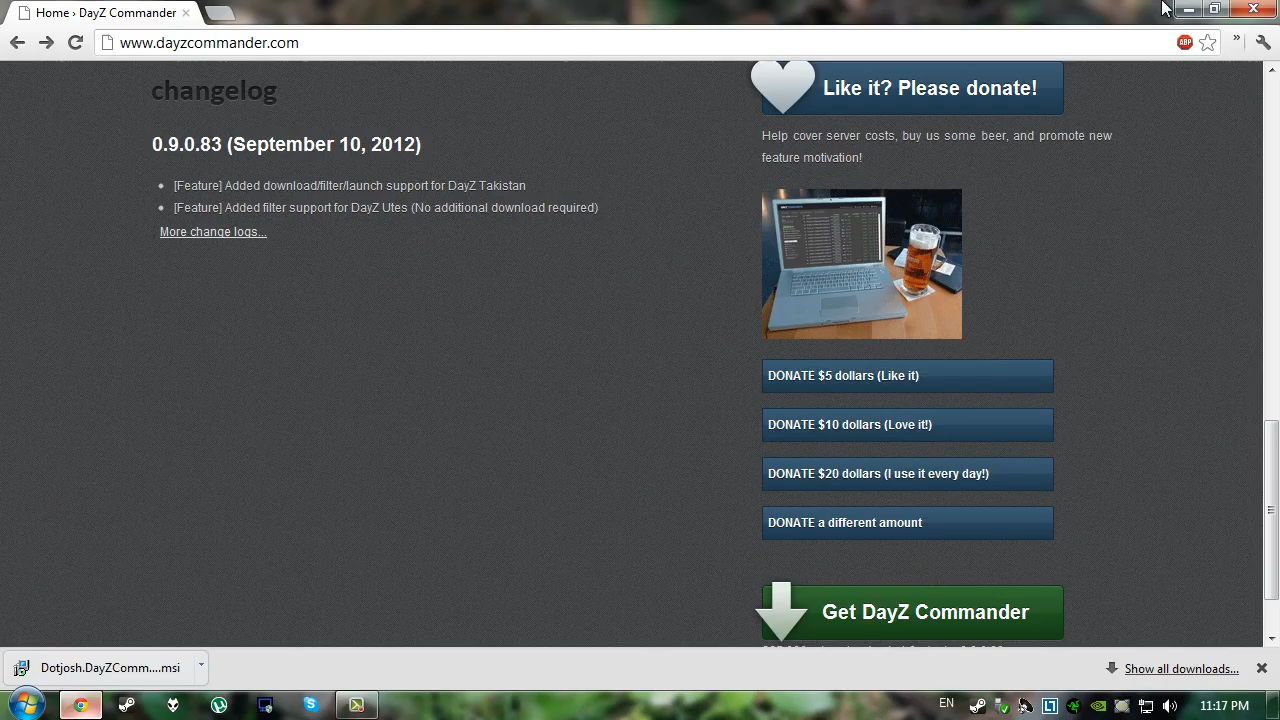 Home › DayZ Commander
www.dayzcommander.com
ABP
changelog
Like it? Please donate!
0.9.0.83 (September 10, 2012)
Help cover server costs, buy us some beer, and promote new
feature motivation!
[Feature] Added download/filter/launch support for DayZ Takistan
[Feature] Added filter support for DayZ Utes (No additional download required)
More change logs...
DONATE $5 dollars (Like it)
DONATE $10 dollars (Love it!)
DONATE $20 dollars (I use it every day!)
DONATE a different amount
Get DayZ Commander
Dotjosh.DayZComm....msi
Show all downloads...
EN
11:17 PM